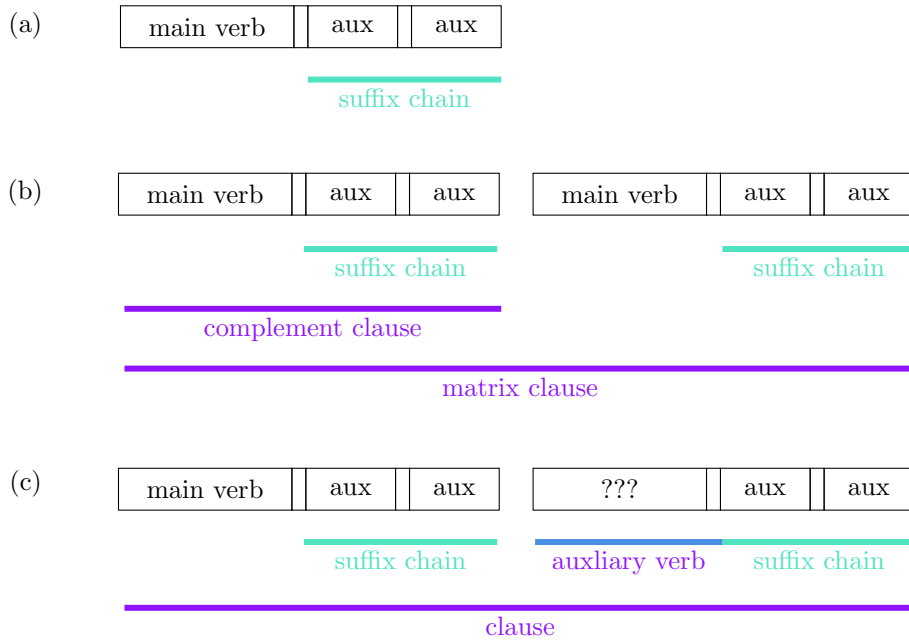 (a) main verb aux aux
suffix chain
(b) main verb aux aux main verb aux aux
suffix chain suffix chain
complement clause
matrix clause
(c) main verb aux aux ??? aux aux
suffix chain auxliary verb suffix chain
clause